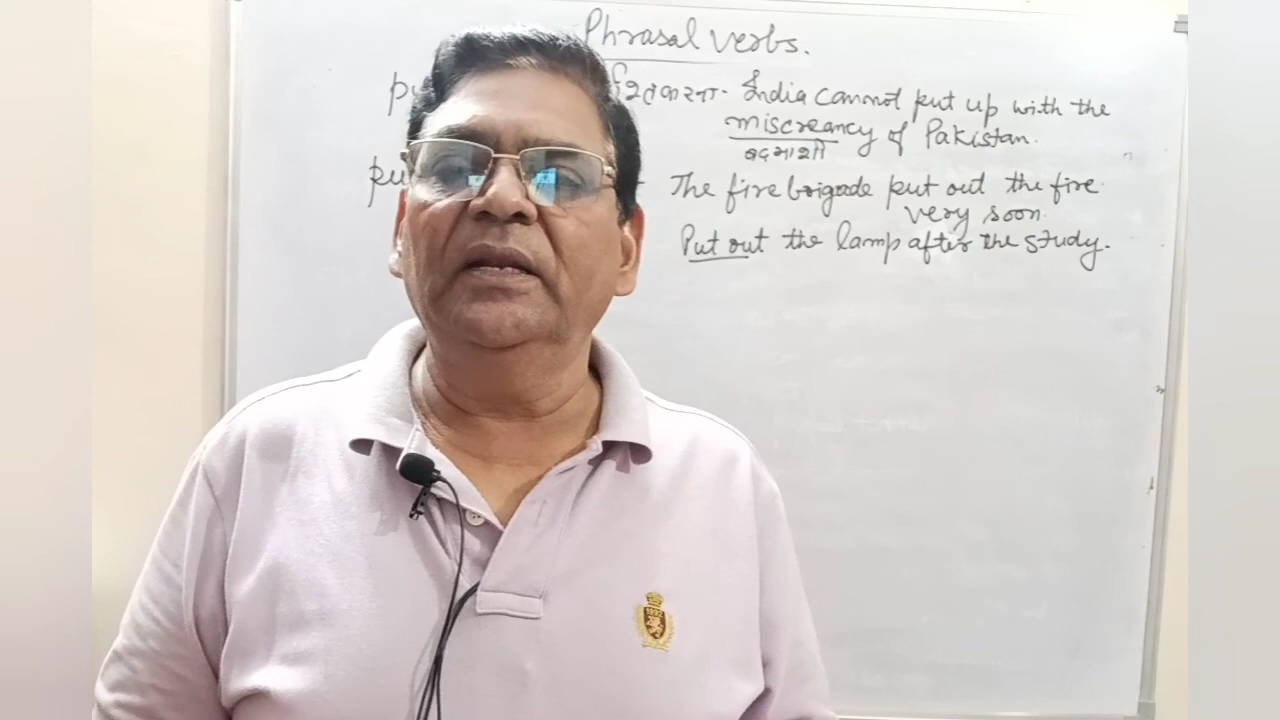 Phrasal verbs.
India cannot put up with the
miscreancy of Pakistan.
बदमाशी
The fire brigade put out the fire
very soon.
Put out the lamp after the study.